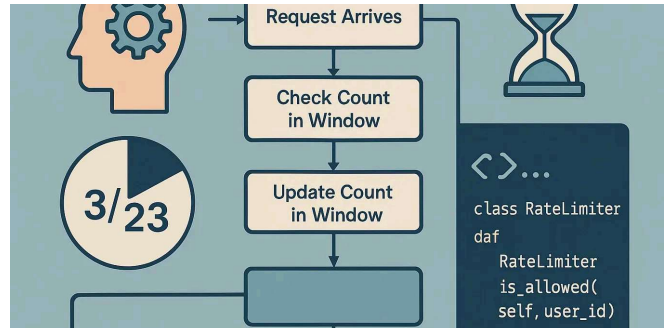 Request Arrives
Check Count
in Window
Update Count
in Window
3/23
<>...
class RateLimiter
daf
RateLimiter
is_allowed(
self,user_id)